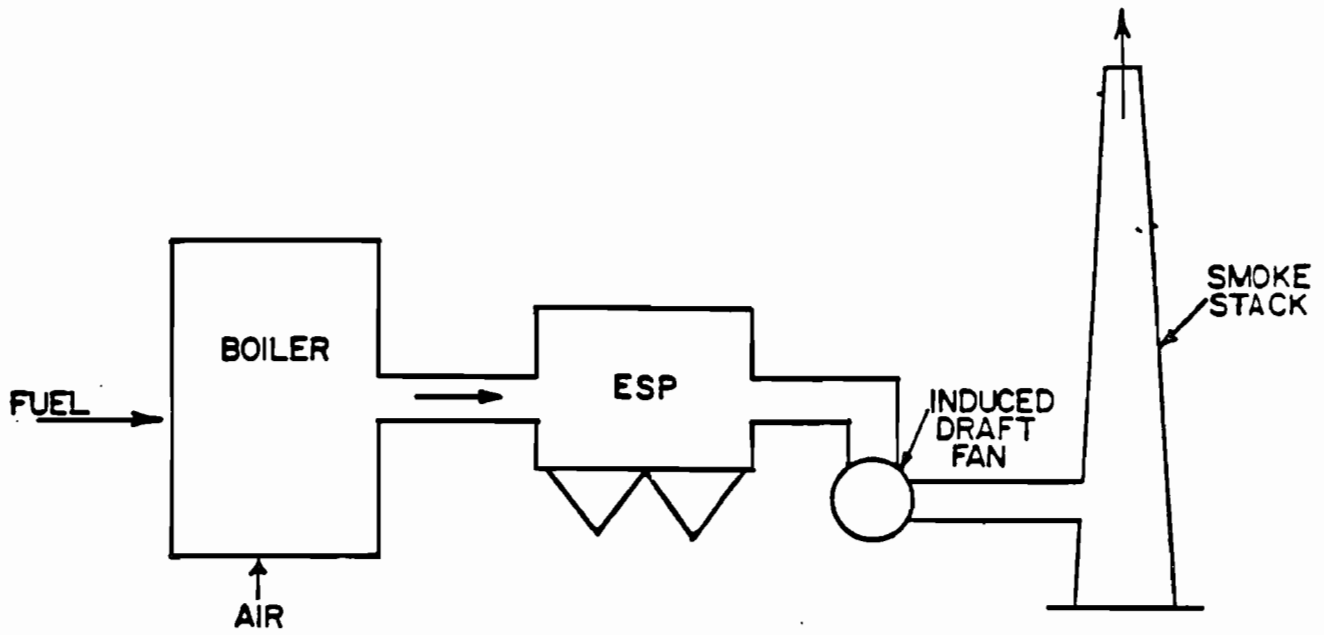 BOILER
FUEL
AIR
ESP
INDUCED
DRAFT
FAN
SMOKE
STACK